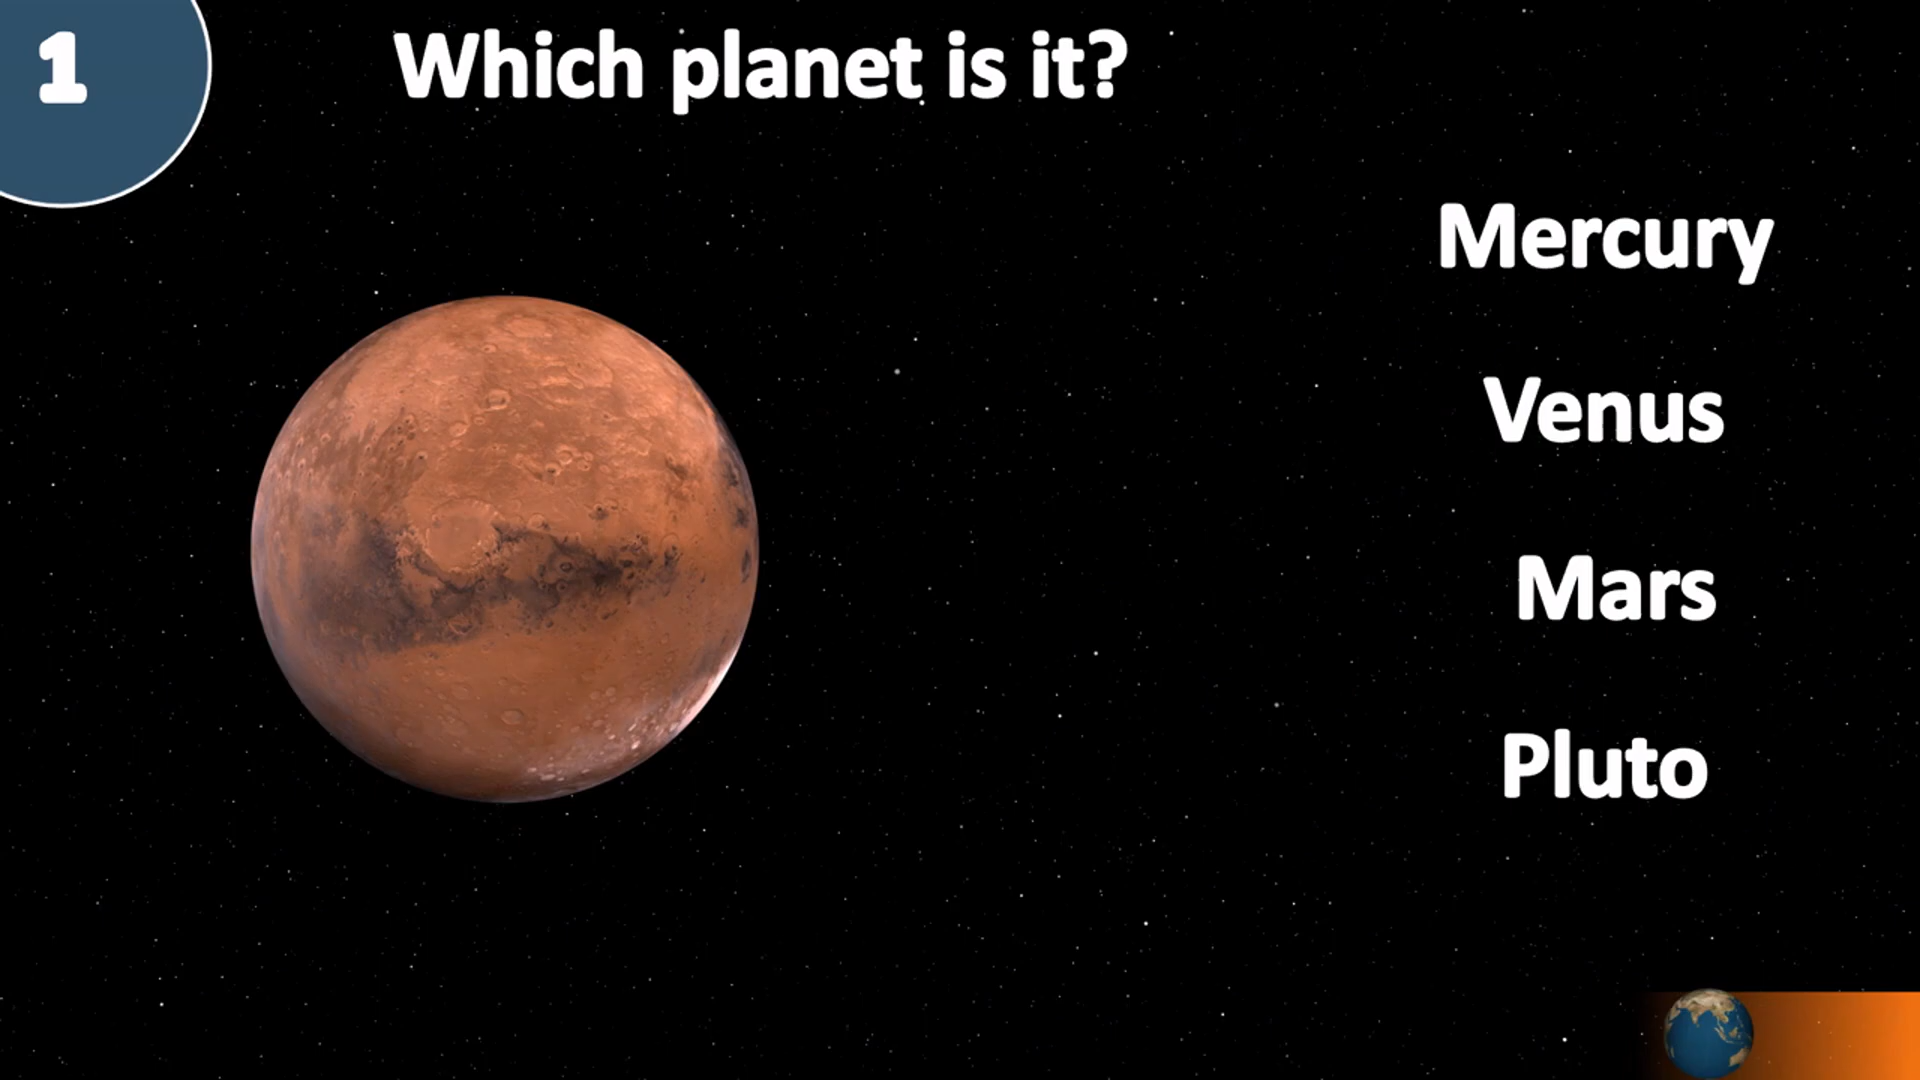 1
Which planet is it?
Mercury
Venus
Mars
Pluto